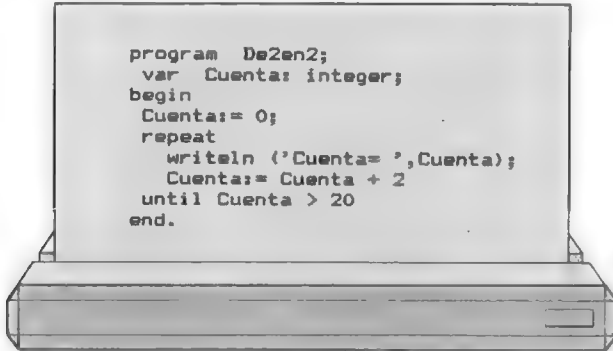 program De2en2;
var Cuenta: integer;
begin
Cuenta:= 0;
repeat
writeln ('Cuenta= ',Cuenta);
Cuenta:= Cuenta + 2
until Cuenta > 20
end.